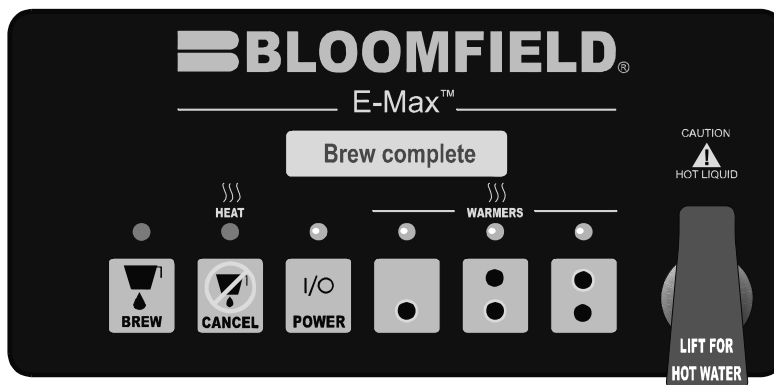 BLOOMFIELD®
E-Max™
Brew complete
CAUTION
HOT LIQUID
HEAT
WARMERS
BREW
CANCEL
I/O
POWER
LIFT FOR
HOT WATER